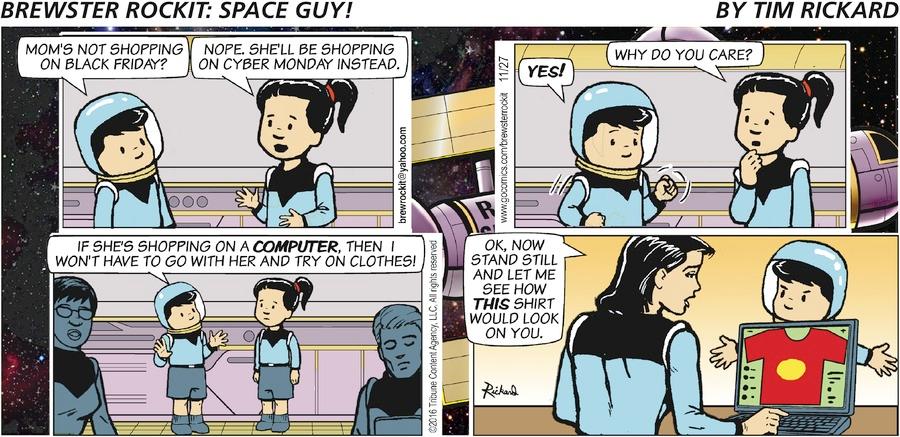 BREWSTER ROCKIT: SPACE GUY!
BY TIM RICKARD
MOM'S NOT SHOPPING
ON BLACK FRIDAY?
NOPE. SHE'LL BE SHOPPING
ON CYBER MONDAY INSTEAD.
brewrockit@yahoo.com
www.gocomics.com/brewsterrockit
11/27
YES!
WHY DO YOU CARE?
IF SHE'S SHOPPING ON A COMPUTER, THEN I
WON'T HAVE TO GO WITH HER AND TRY ON CLOTHES!
©2016 Tribune Content Agency, LLC. All rights reserved
OK, NOW
STAND STILL
AND LET ME
SEE HOW
THIS SHIRT
WOULD LOOK
ON YOU.
Rickard